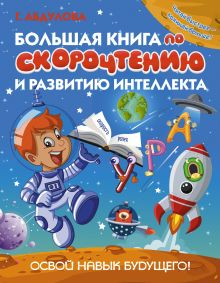 Г. АБДУЛОВА
БОЛЬШАЯ КНИГА ПО
СКОРОЧТЕНИЮ
И РАЗВИТИЮ ИНТЕЛЛЕКТА
У Р А
ОСВОЙ НАВЫК БУДУЩЕГО!